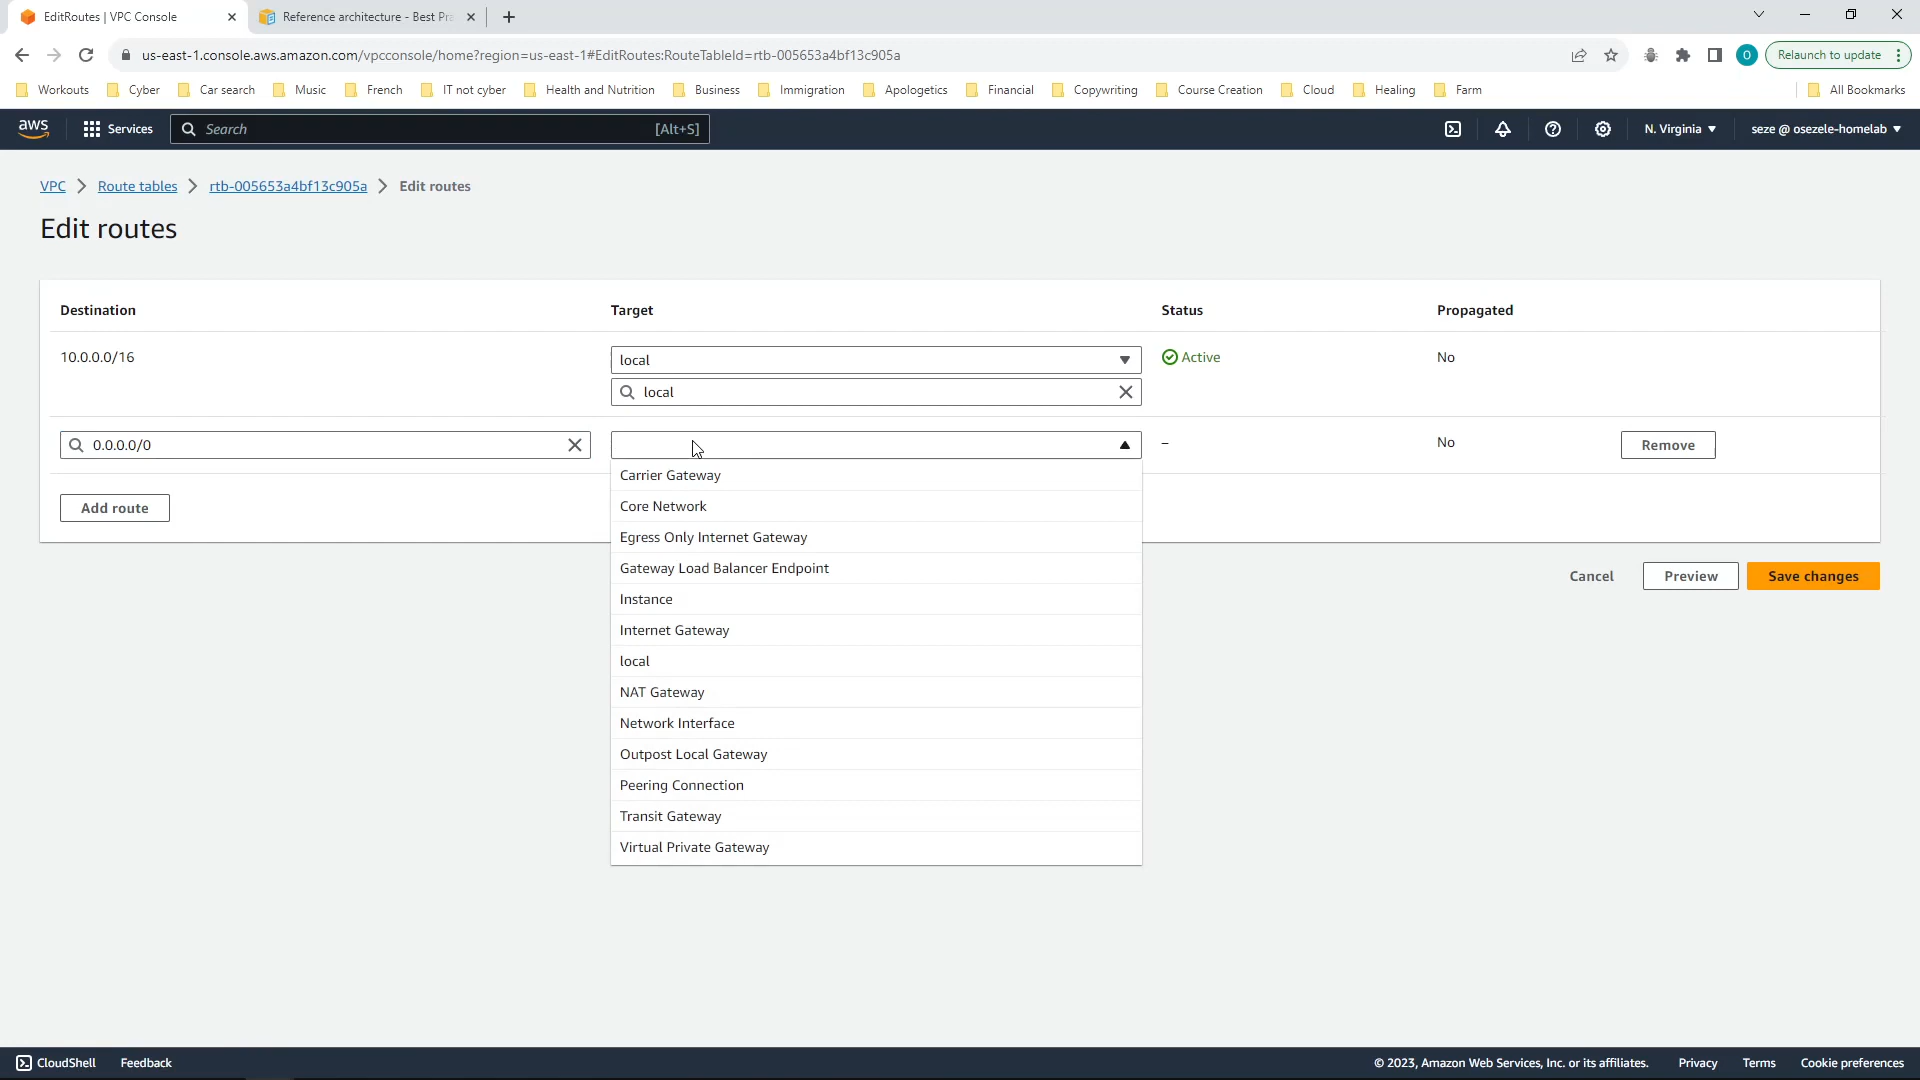 EditRoutes | VPC Console
Reference architecture - Best Pra
us-east-1.console.aws.amazon.com/vpcconsole/home?region=us-east-1#EditRoutes:RouteTableId=rtb-005653a4bf13c905a
O
Relaunch to update
Workouts Cyber Car search Music French IT not cyber Health and Nutrition Business Immigration Apologetics Financial Copywriting Course Creation Cloud Healing Farm All Bookmarks
aws Services Search [Alt+S] N. Virginia seze @ osezele-homelab
VPC Route tables rtb-005653a4bf13c905a Edit routes
Edit routes
Destination Target Status Propagated
10.0.0.0/16 local Active No
local
0.0.0.0/0 – No Remove
Carrier Gateway
Core Network
Egress Only Internet Gateway
Gateway Load Balancer Endpoint
Instance
Internet Gateway
local
NAT Gateway
Network Interface
Outpost Local Gateway
Peering Connection
Transit Gateway
Virtual Private Gateway
Add route
Cancel Preview Save changes
CloudShell Feedback © 2023, Amazon Web Services, Inc. or its affiliates. Privacy Terms Cookie preferences